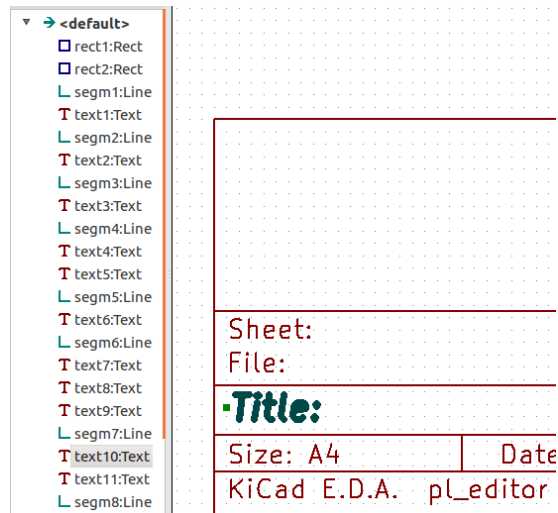 <default>
rect1:Rect
rect2:Rect
segm1:Line
text1:Text
segm2:Line
text2:Text
segm3:Line
text3:Text
segm4:Line
text4:Text
text5:Text
segm5:Line
text6:Text
segm6:Line
text7:Text
text8:Text
text9:Text
segm7:Line
text10:Text
text11:Text
segm8:Line
Sheet:
File:
Title:
Size: A4 Date
KiCad E.D.A. pl_editor